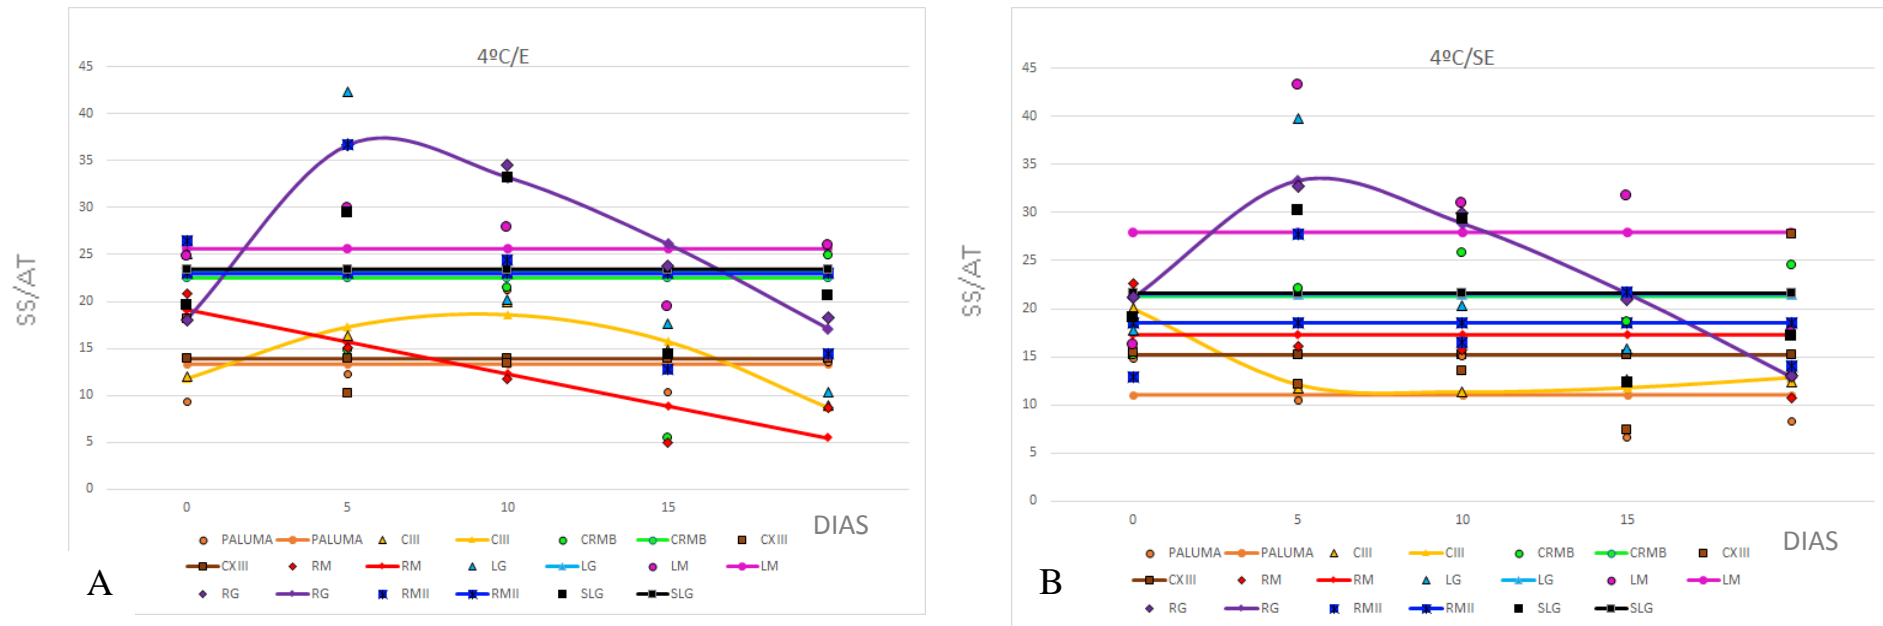 4ºC/E
SS/AT
45
40
35
30
25
20
15
10
5
0
0 5 10 15
DIAS
PALUMA PALUMA CIII CIII CRMB CRMB CXIII
CXIII RM RM LG LG LM LM
RG RG RMII RMII SLG SLG
A
4ºC/SE
SS/AT
45
40
35
30
25
20
15
10
5
0
0 5 10 15
DIAS
PALUMA PALUMA CIII CIII CRMB CRMB CXIII
CXIII RM RM LG LG LM LM
RG RG RMII RMII SLG SLG
B